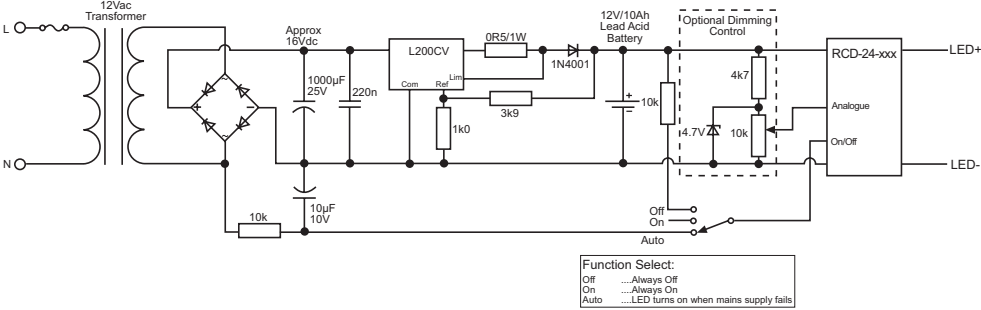 12Vac
Transformer
L
N
~
+
–
~
Approx
16Vdc
1000µF
25V
220n
L200CV
Com
Ref
Lim
0R5/1W
1N4001
3k9
1k0
12V/10Ah
Lead Acid
Battery
+
–
10k
Optional Dimming
Control
4k7
4.7V
10k
RCD-24-xxx
Analogue
On/Off
LED+
LED-
10µF
10V
10k
Off
On
Auto
Function Select:
Off ....Always Off
On ....Always On
Auto ....LED turns on when mains supply fails